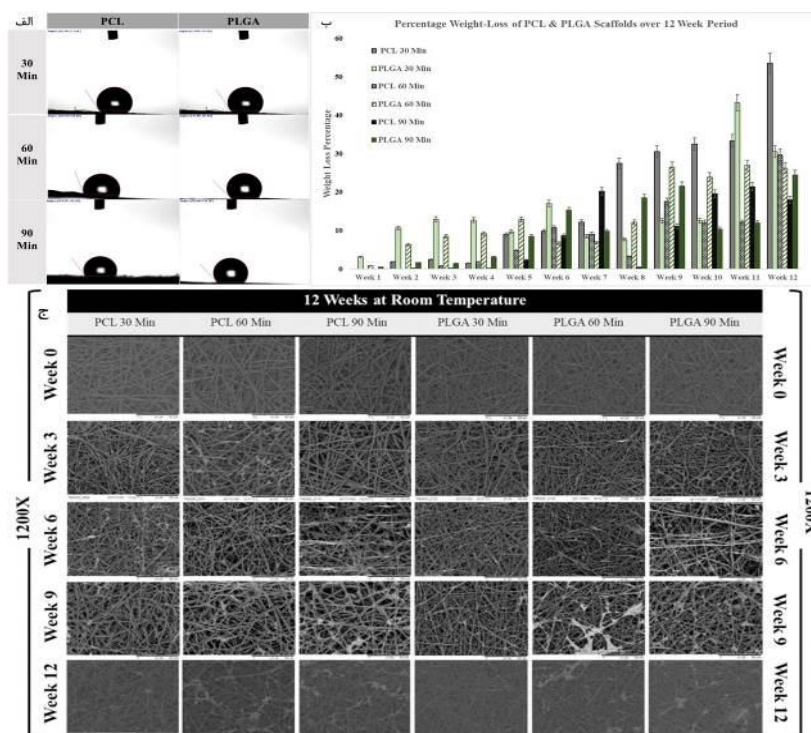 الف
PCL
PLGA
30
Min
60
Min
90
Min
ب
Percentage Weight-Loss of PCL & PLGA Scaffolds over 12 Week Period
Weight Loss Percentage
60
50
40
30
20
10
0
PCL 30 Min
PLGA 30 Min
PCL 60 Min
PLGA 60 Min
PCL 90 Min
PLGA 90 Min
Week 1 Week 2 Week 3 Week 4 Week 5 Week 6 Week 7 Week 8 Week 9 Week 10 Week 11 Week 12
ج
12 Weeks at Room Temperature
PCL 30 Min PCL 60 Min PCL 90 Min PLGA 30 Min PLGA 60 Min PLGA 90 Min
Week 0
Week 3
Week 6
Week 9
Week 12
1200X
Week 0
Week 3
Week 6
Week 9
Week 12
1200X